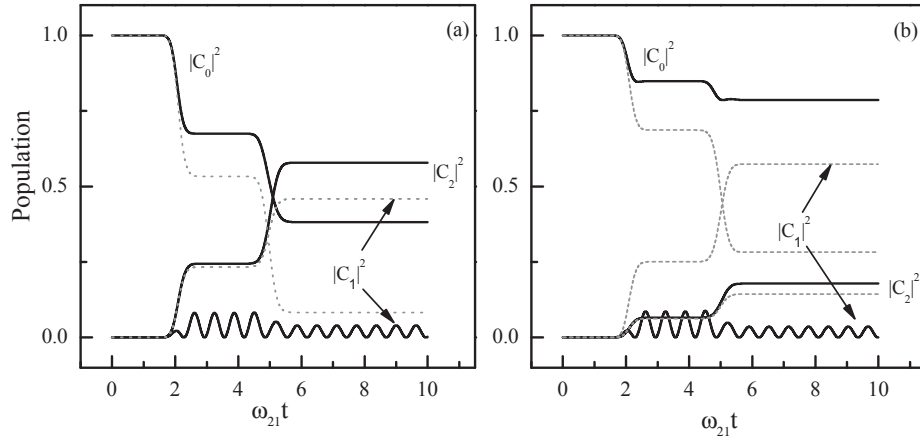 (a)
|C₀|²
|C₂|²
|C₁|²
1.0
0.5
0.0
Population
0 2 4 6 8 10
ω₂₁t
(b)
|C₀|²
|C₁|²
|C₂|²
1.0
0.5
0.0
0 2 4 6 8 10
ω₂₁t